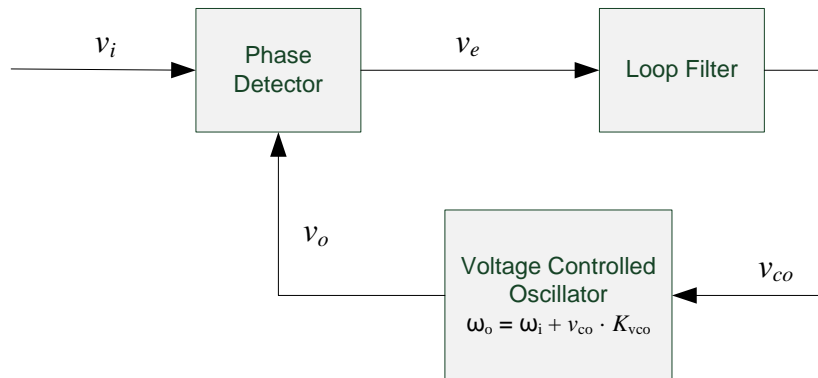 v_i
Phase
Detector
v_e
Loop Filter
v_o
Voltage Controlled
Oscillator
ω_o = ω_i + v_co · K_vco
v_co